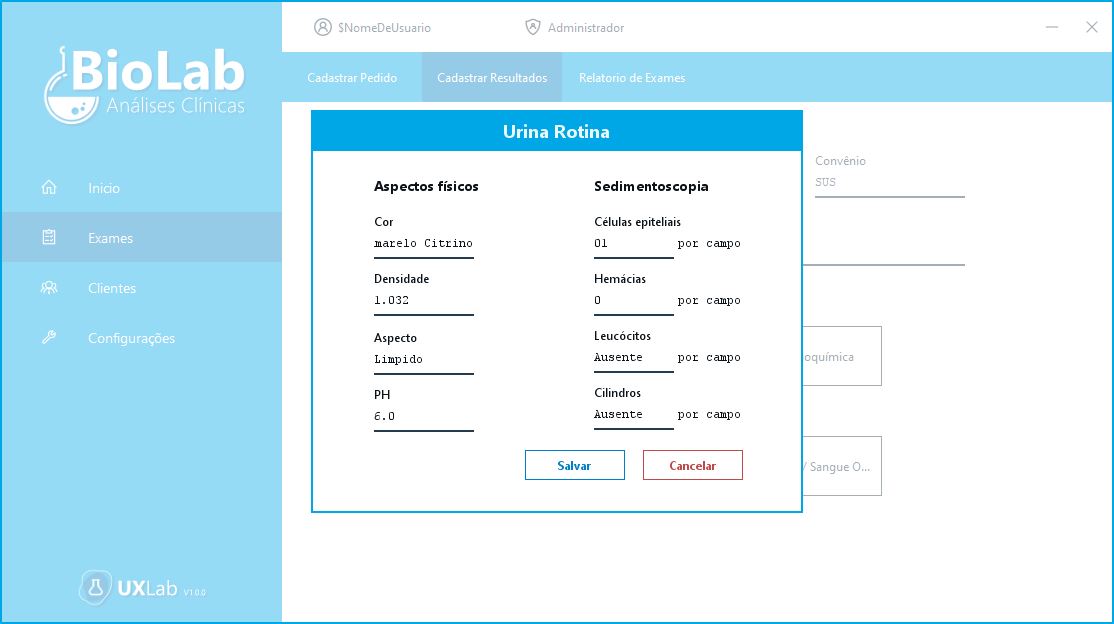 BioLab
Análises Clínicas
$NomeDeUsuario
Administrador
Cadastrar Pedido
Cadastrar Resultados
Relatorio de Exames
Início
Exames
Clientes
Configurações
UXLab V1.0.0
Urina Rotina
Aspectos físicos
Cor
marelo Citrino
Densidade
1.032
Aspecto
Limpido
PH
6.0
Sedimentoscopia
Células epiteliais
01 por campo
Hemácias
0 por campo
Leucócitos
Ausente por campo
Cilindros
Ausente por campo
Salvar
Cancelar
Convênio
SUS
oquímica
/ Sangue O...